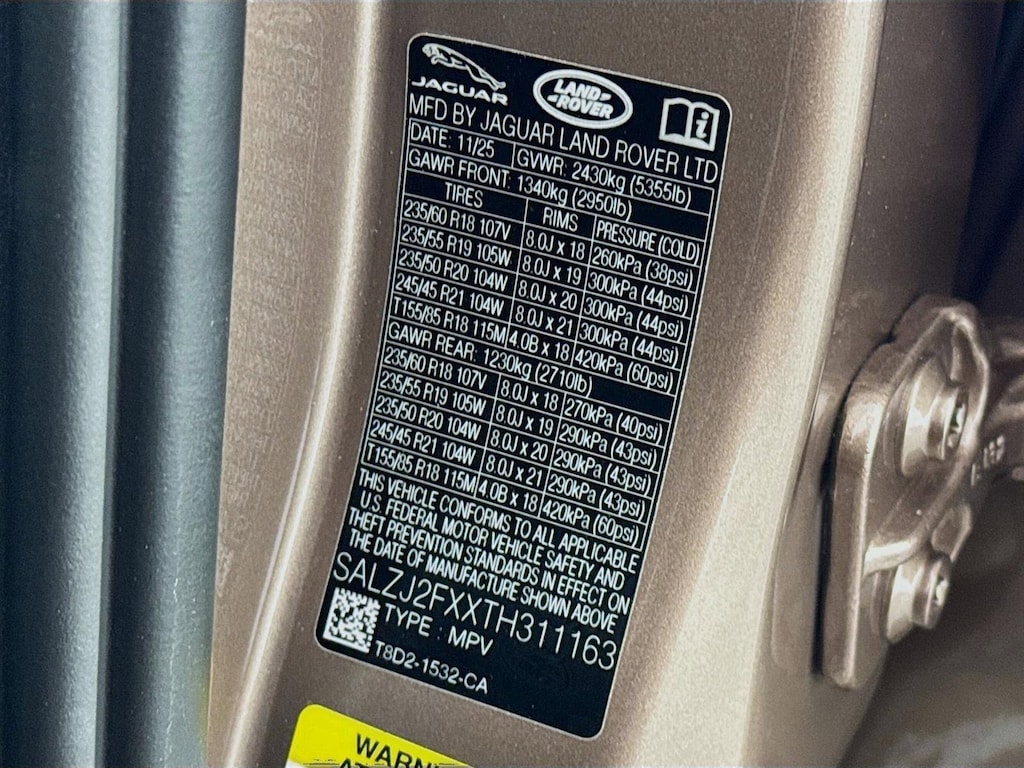 JAGUAR
LAND ROVER
i
MFD BY JAGUAR LAND ROVER LTD
DATE: 11/25 GVWR: 2430kg (5355lb)
GAWR FRONT: 1340kg (2950lb)
TIRES RIMS PRESSURE (COLD)
235/60 R18 107V 8.0J x 18 260kPa (38psi)
235/55 R19 105W 8.0J x 19 300kPa (44psi)
235/50 R20 104W 8.0J x 20 300kPa (44psi)
245/45 R21 104W 8.0J x 21 300kPa (44psi)
T155/85 R18 115M 4.0B x 18 420kPa (60psi)
GAWR REAR: 1230kg (2710lb)
235/60 R18 107V 8.0J x 18 270kPa (40psi)
235/55 R19 105W 8.0J x 19 290kPa (43psi)
235/50 R20 104W 8.0J x 20 290kPa (43psi)
245/45 R21 104W 8.0J x 21 290kPa (43psi)
T155/85 R18 115M 4.0B x 18 420kPa (60psi)
THIS VEHICLE CONFORMS TO ALL APPLICABLE
U.S. FEDERAL MOTOR VEHICLE SAFETY AND
THEFT PREVENTION STANDARDS IN EFFECT ON
THE DATE OF MANUFACTURE SHOWN ABOVE
SALZJ2FXXTH311163
TYPE : MPV
T8D2-1532-CA